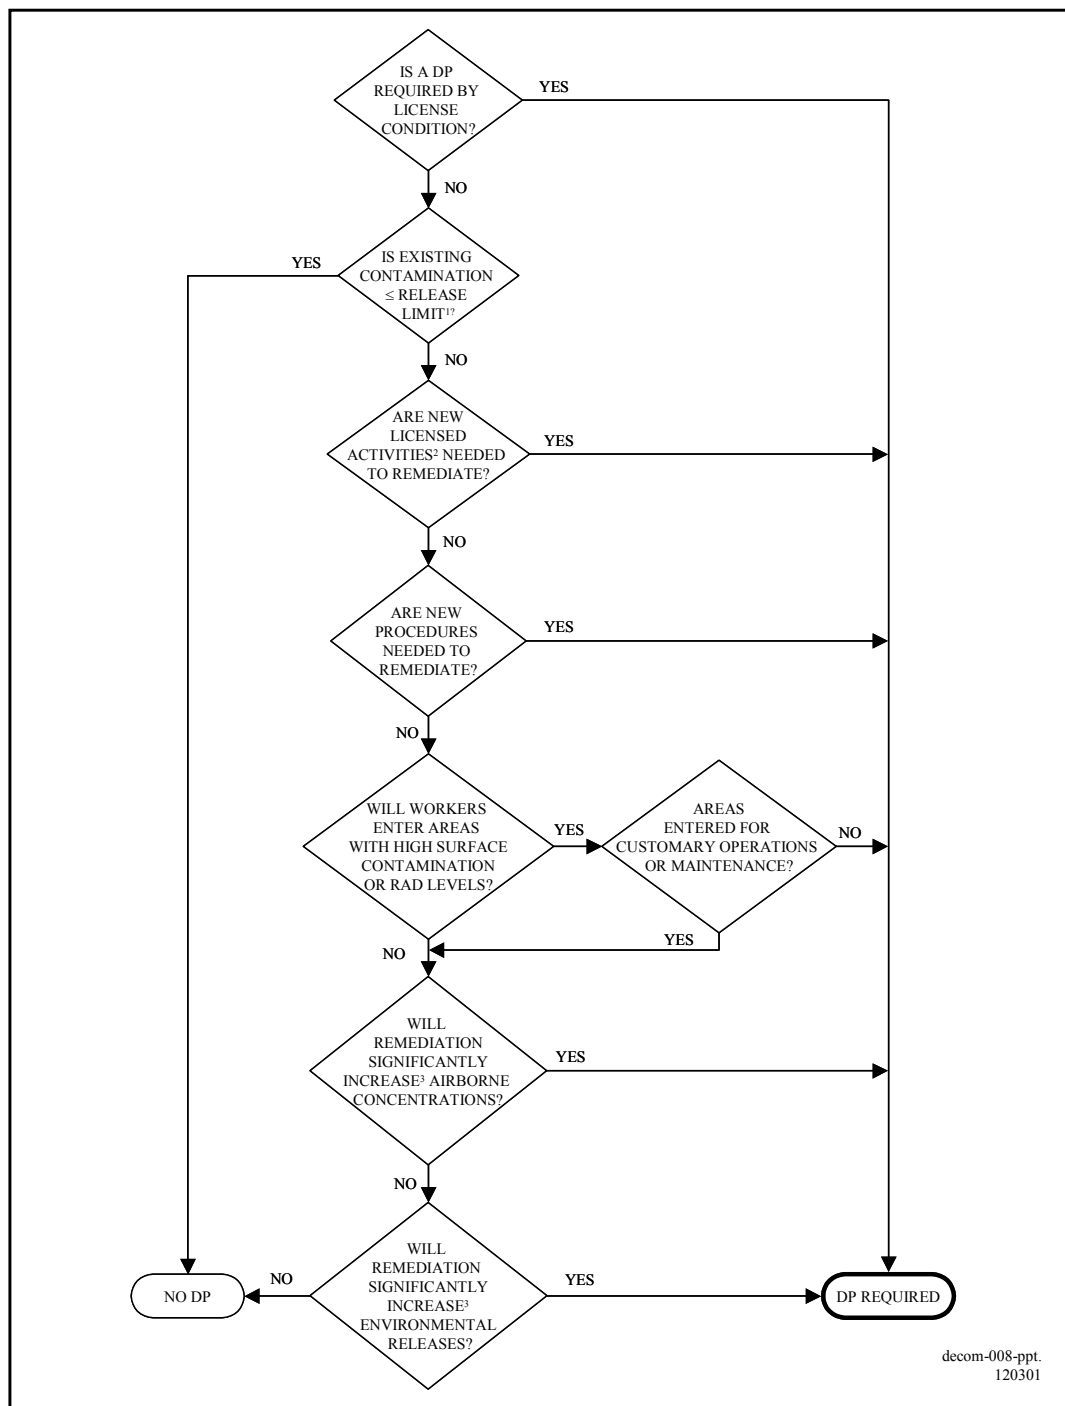 IS A DP
REQUIRED BY
LICENSE
CONDITION?
YES
NO
IS EXISTING
CONTAMINATION
≤ RELEASE
LIMIT¹?
YES
NO
ARE NEW
LICENSED
ACTIVITIES² NEEDED
TO REMEDIATE?
YES
NO
ARE NEW
PROCEDURES
NEEDED TO
REMEDIATE?
YES
NO
WILL WORKERS
ENTER AREAS
WITH HIGH SURFACE
CONTAMINATION
OR RAD LEVELS?
YES
AREAS
ENTERED FOR
CUSTOMARY OPERATIONS
OR MAINTENANCE?
NO
YES
NO
WILL
REMEDIATION
SIGNIFICANTLY
INCREASE³ AIRBORNE
CONCENTRATIONS?
YES
NO
WILL
REMEDIATION
SIGNIFICANTLY
INCREASE³
ENVIRONMENTAL
RELEASES?
NO
YES
NO DP
DP REQUIRED
decom-008-ppt.
120301